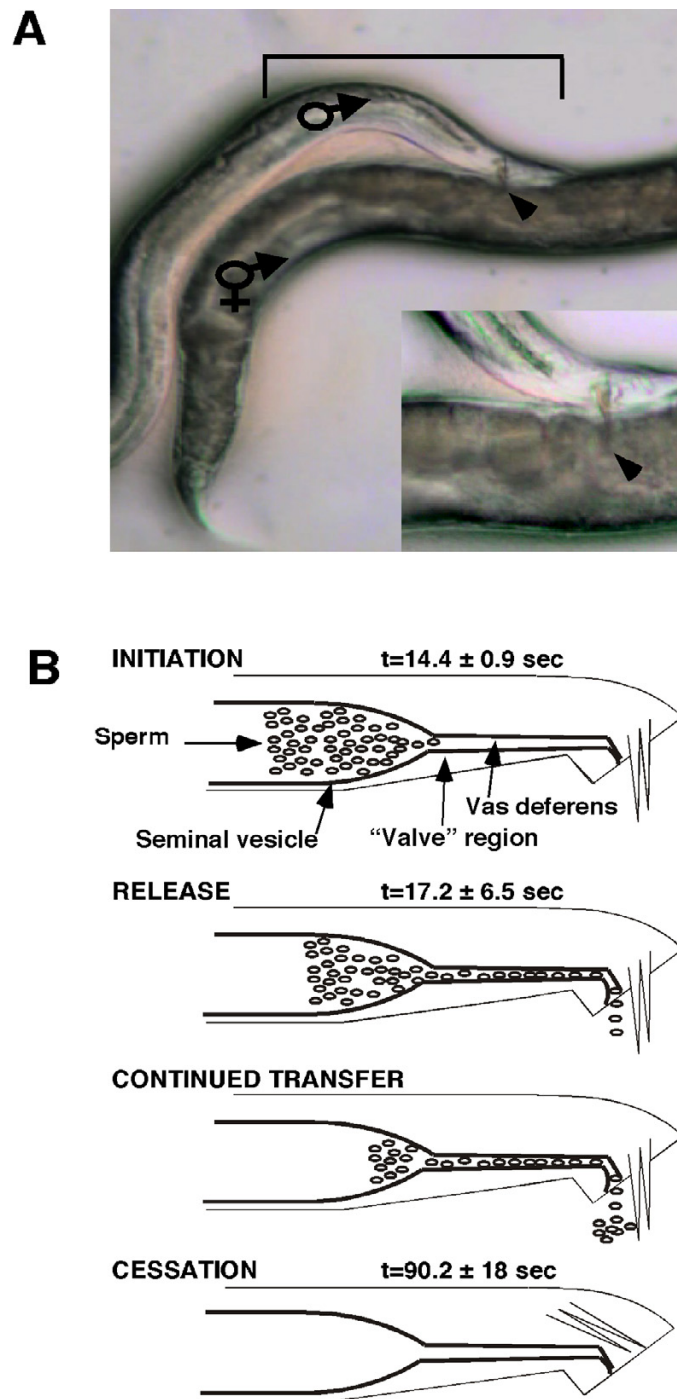 A
♂
♀
B
INITIATION t=14.4 ± 0.9 sec
Sperm
Vas deferens
Seminal vesicle
“Valve” region
RELEASE t=17.2 ± 6.5 sec
CONTINUED TRANSFER
CESSATION t=90.2 ± 18 sec